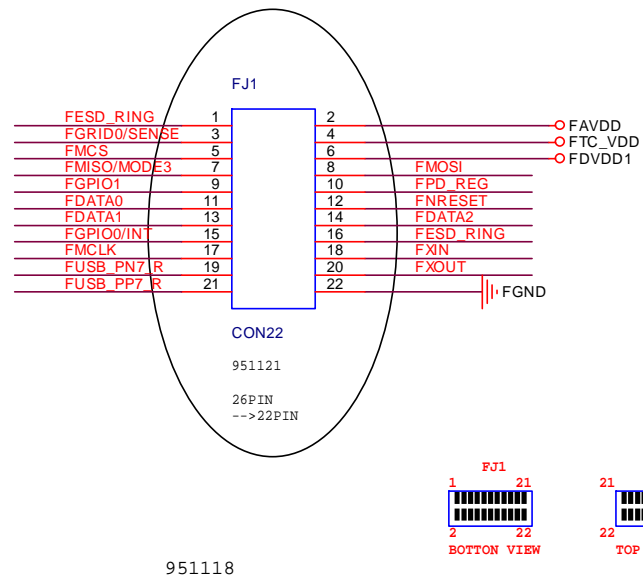 FJ1
FESD_RING 1 2 FAVDD
FGRID0/SENSE 3 4 FTC_VDD
FMCS 5 6 FDVDD1
FMISO/MODE3 7 8 FMOSI
FGPIO1 9 10 FPD_REG
FDATA0 11 12 FNRESET
FDATA1 13 14 FDATA2
FGPIO0/INT 15 16 FESD_RING
FMCLK 17 18 FXIN
FUSB_PN7_R 19 20 FXOUT
FUSB_PP7_R 21 22 FGND
CON22
951121
26PIN
-->22PIN
FJ1
1 21
2 22
BOTTON VIEW
21
22
TOP
951118